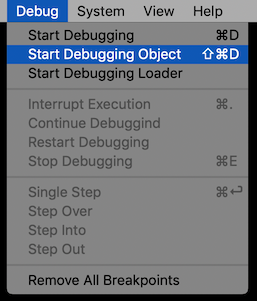 Debug System View Help
Start Debugging ⌘D
Start Debugging Object ⇧⌘D
Start Debugging Loader
Interrupt Execution ⌘.
Continue Debuggind
Restart Debugging
Stop Debugging ⌘E
Single Step ⌘↩
Step Over
Step Into
Step Out
Remove All Breakpoints